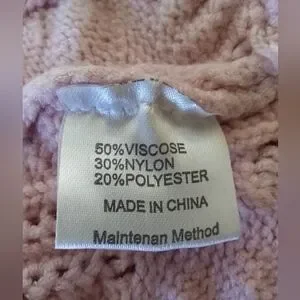 50%VISCOSE
30%NYLON
20%POLYESTER
MADE IN CHINA
Maintenan Method